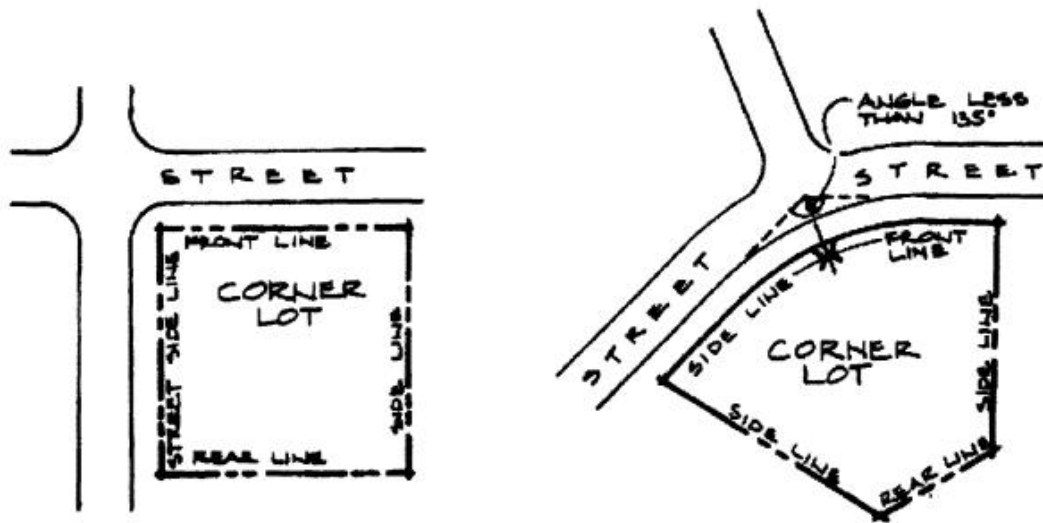 STREET
FRONT LINE
CORNER
LOT
STREET SIDE LINE
SIDE LINE
REAR LINE
ANGLE LESS
THAN 135°
STREET
STREET
FRONT
LINE
SIDE LINE
CORNER
LOT
SIDE LINE
SIDE LINE
REAR LINE